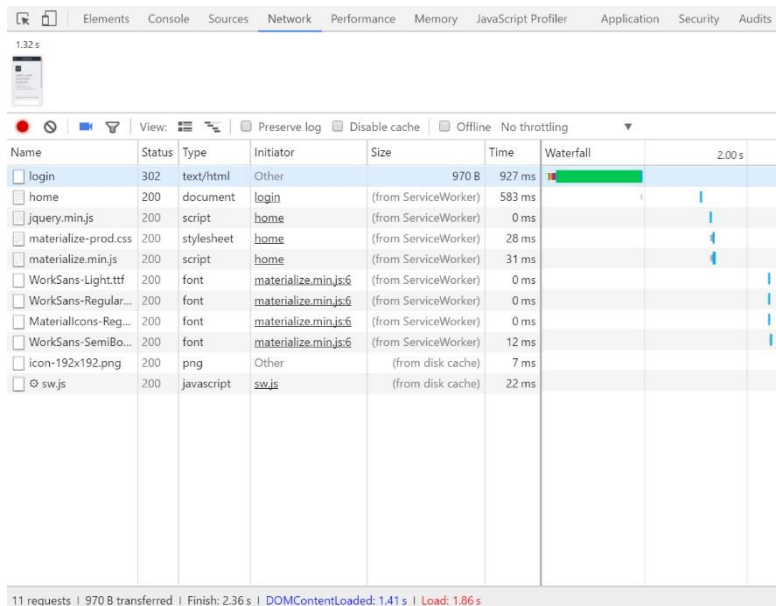 Elements Console Sources Network Performance Memory JavaScript Profiler Application Security Audits
1.32 s
View: Preserve log Disable cache Offline No throttling
Name Status Type Initiator Size Time Waterfall 2.00 s
login 302 text/html Other 970 B 927 ms
home 200 document login (from ServiceWorker) 583 ms
jquery.min.js 200 script home (from ServiceWorker) 0 ms
materialize-prod.css 200 stylesheet home (from ServiceWorker) 28 ms
materialize.min.js 200 script home (from ServiceWorker) 31 ms
WorkSans-Light.ttf 200 font materialize.min.js:6 (from ServiceWorker) 0 ms
WorkSans-Regular... 200 font materialize.min.js:6 (from ServiceWorker) 0 ms
MaterialIcons-Reg... 200 font materialize.min.js:6 (from ServiceWorker) 0 ms
WorkSans-SemiBo... 200 font materialize.min.js:6 (from ServiceWorker) 12 ms
icon-192x192.png 200 png Other (from disk cache) 7 ms
sw.js 200 javascript sw.js (from disk cache) 22 ms
11 requests | 970 B transferred | Finish: 2.36 s | DOMContentLoaded: 1.41 s | Load: 1.86 s